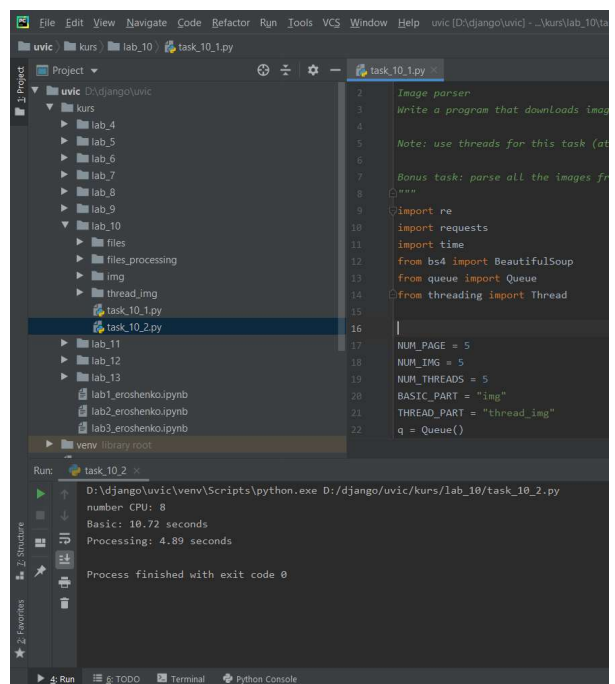 File Edit View Navigate Code Refactor Run Tools VCS Window Help uvic [D:\django\uvic] - ...\kurs\lab_10\ta
uvic kurs lab_10 task_10_1.py
1: Project
Project
task_10_1.py
uvic D:\django\uvic
kurs
lab_4
lab_5
lab_6
lab_7
lab_8
lab_9
lab_10
files
files_processing
img
thread_img
task_10_1.py
task_10_2.py
lab_11
lab_12
lab_13
lab1_eroshenko.ipynb
lab2_eroshenko.ipynb
lab3_eroshenko.ipynb
venv library root
2 Image parser
3 Write a program that downloads imag
4
5 Note: use threads for this task (at
6
7 Bonus task: parse all the images fr
8 """
9 import re
10 import requests
11 import time
12 from bs4 import BeautifulSoup
13 from queue import Queue
14 from threading import Thread
15
16
17 NUM_PAGE = 5
18 NUM_IMG = 5
19 NUM_THREADS = 5
20 BASIC_PART = "img"
21 THREAD_PART = "thread_img"
22 q = Queue()
Run: task_10_2
D:\django\uvic\venv\Scripts\python.exe D:/django/uvic/kurs/lab_10/task_10_2.py
number CPU: 8
Basic: 10.72 seconds
Processing: 4.89 seconds
Process finished with exit code 0
7: Structure
2: Favorites
4: Run 6: TODO Terminal Python Console